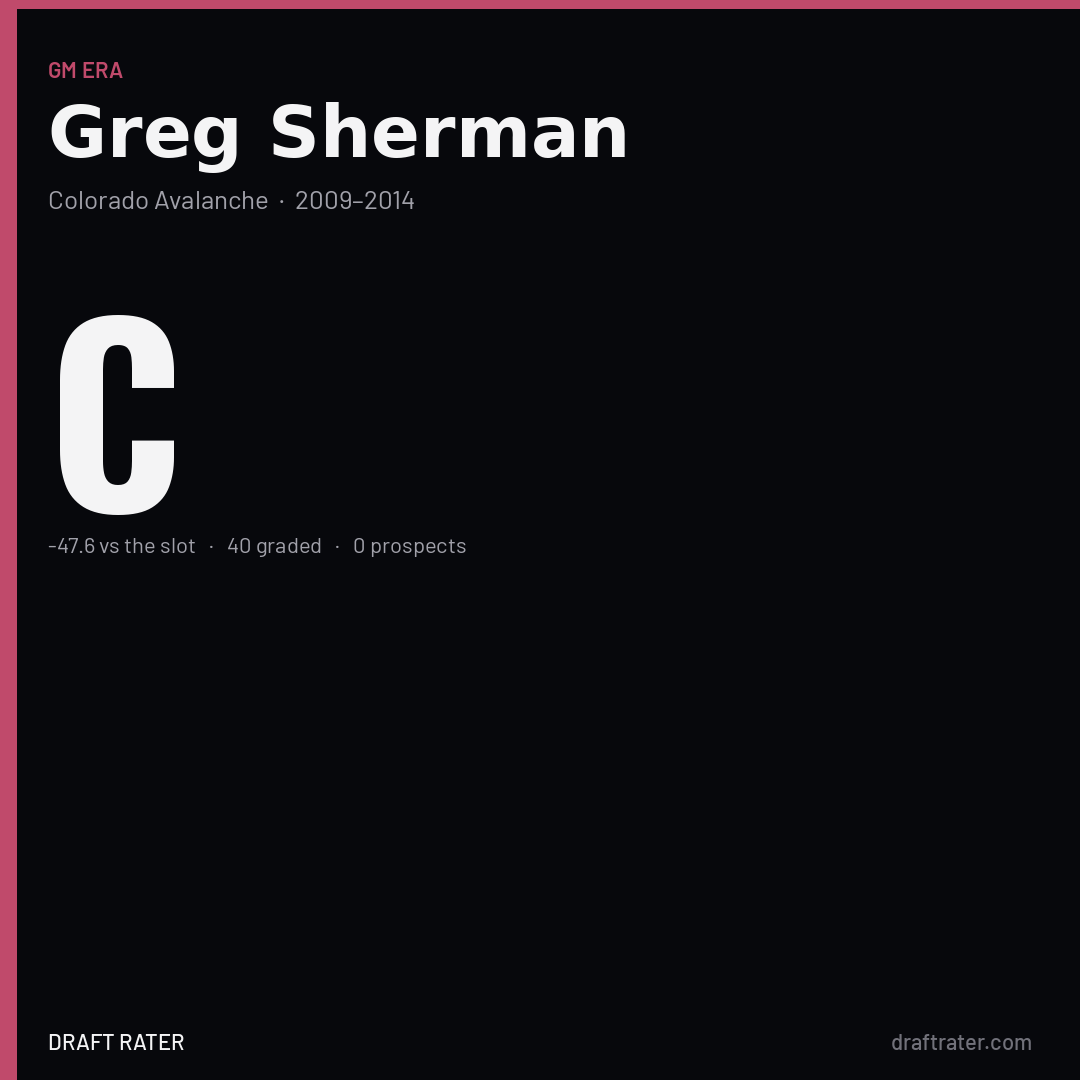 GM ERA
Greg Sherman
Colorado Avalanche · 2009–2014
C
-47.6 vs the slot · 40 graded · 0 prospects
DRAFT RATER
draftrater.com